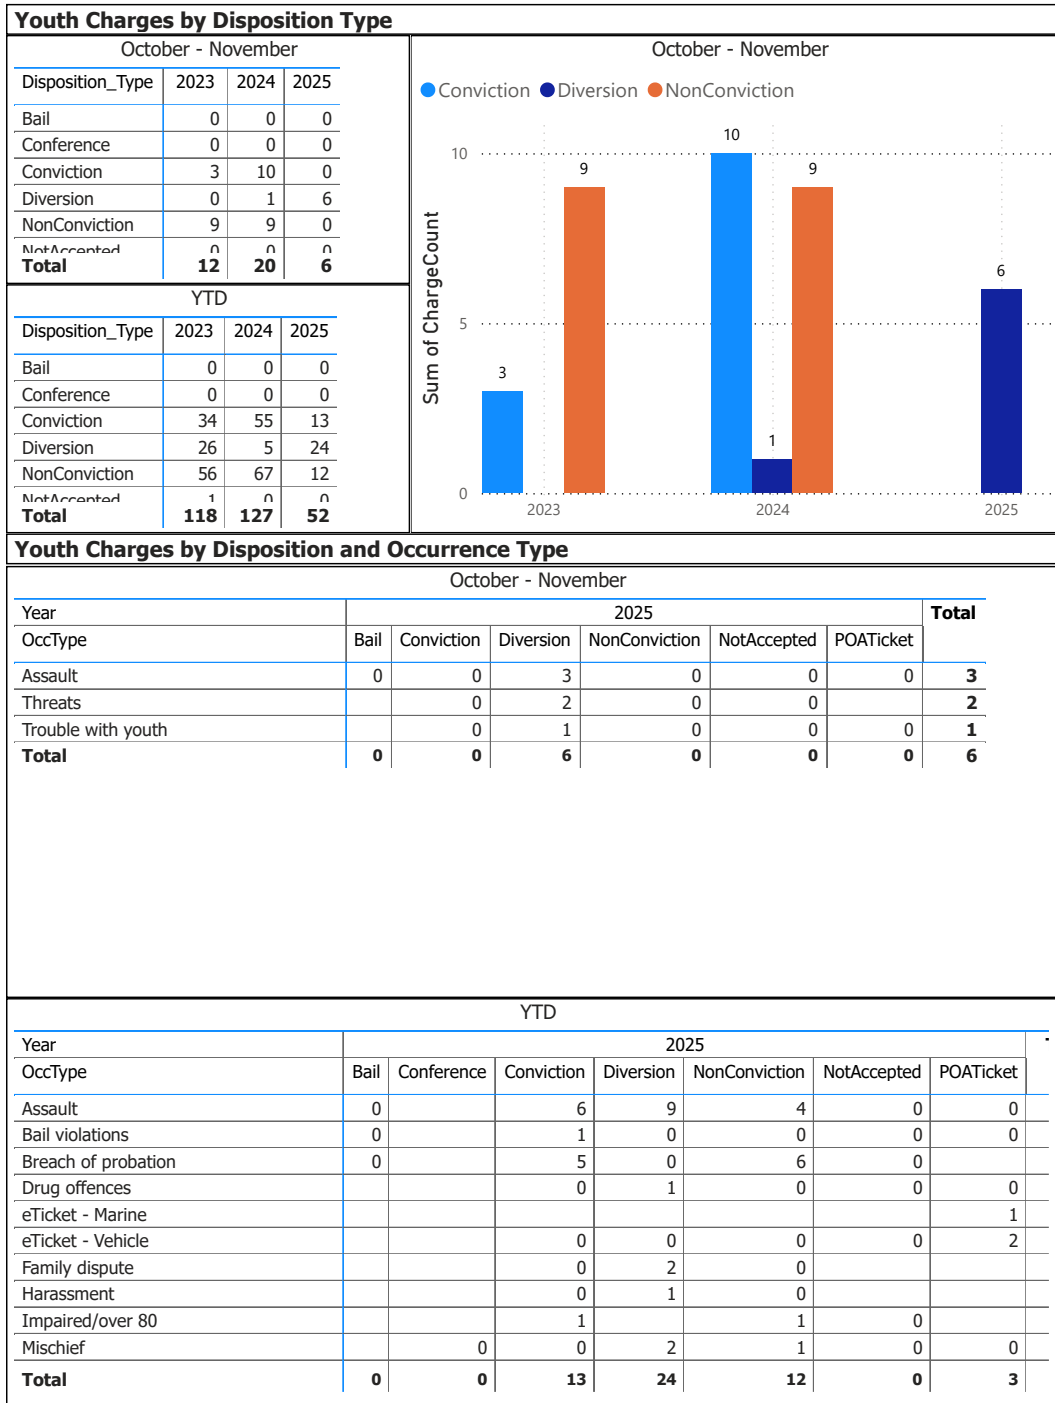 Youth Charges by Disposition Type
October - November
Disposition_Type 2023 2024 2025
Bail 0 0 0
Conference 0 0 0
Conviction 3 10 0
Diversion 0 1 6
NonConviction 9 9 0
NotAccepted 0 0 0
Total 12 20 6
YTD
Disposition_Type 2023 2024 2025
Bail 0 0 0
Conference 0 0 0
Conviction 34 55 13
Diversion 26 5 24
NonConviction 56 67 12
NotAccepted 1 0 0
Total 118 127 52
October - November
Conviction Diversion NonConviction
Sum of ChargeCount
10
5
0
3
9
10
1
9
6
2023 2024 2025
Youth Charges by Disposition and Occurrence Type
October - November
Year 2025 Total
OccType Bail Conviction Diversion NonConviction NotAccepted POATicket
Assault 0 0 3 0 0 0 3
Threats 0 2 0 0 2
Trouble with youth 0 1 0 0 0 1
Total 0 0 6 0 0 0 6
YTD
Year 2025
OccType Bail Conference Conviction Diversion NonConviction NotAccepted POATicket
Assault 0 6 9 4 0 0
Bail violations 0 1 0 0 0 0
Breach of probation 0 5 0 6 0
Drug offences 0 1 0 0 0
eTicket - Marine 1
eTicket - Vehicle 0 0 0 0 2
Family dispute 0 2 0
Harassment 0 1 0
Impaired/over 80 1 1 0
Mischief 0 0 2 1 0 0
Total 0 0 13 24 12 0 3